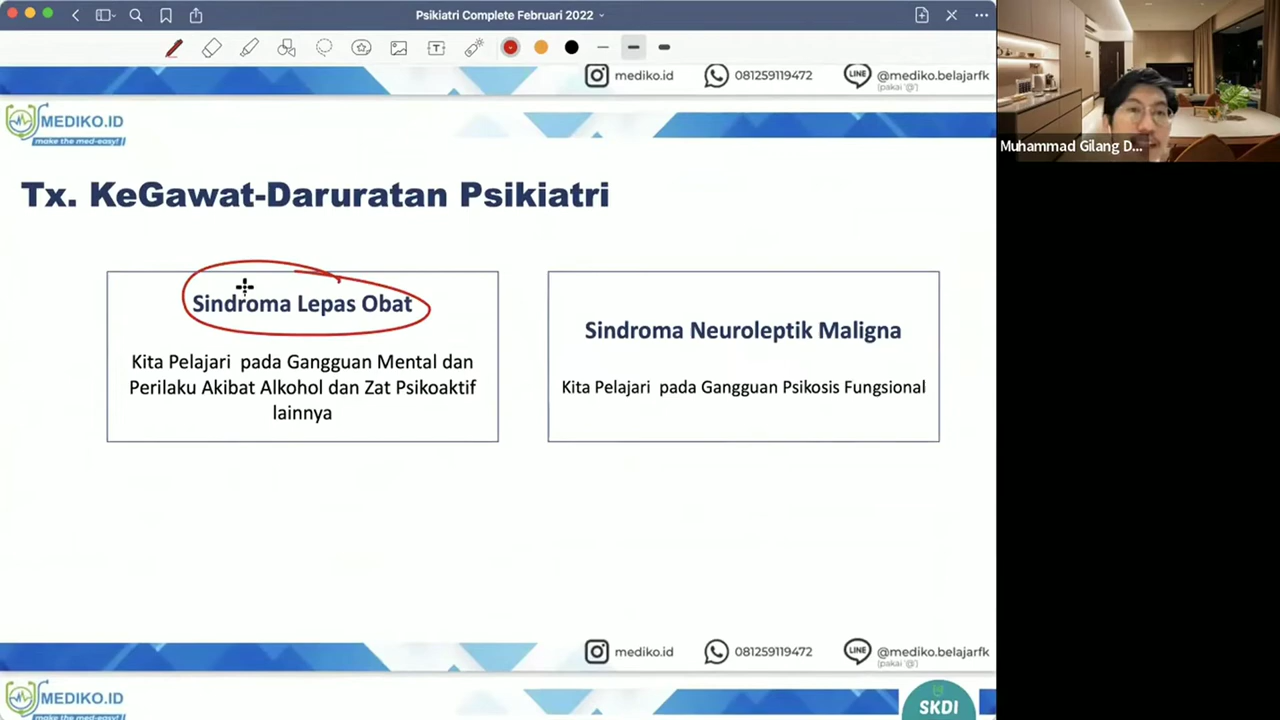 Psikiatri Complete Februari 2022
mediko.id
081259119472
@mediko.belajarfk
(pakai '@')
MEDIKO.ID
make the med-easy!
Muhammad Gilang D...
Tx. KeGawat-Daruratan Psikiatri
Sindroma Lepas Obat
Kita Pelajari pada Gangguan Mental dan
Perilaku Akibat Alkohol dan Zat Psikoaktif
lainnya
Sindroma Neuroleptik Maligna
Kita Pelajari pada Gangguan Psikosis Fungsional
mediko.id
081259119472
LINE
@mediko.belajarfk
(pakai '@')
MEDIKO.ID
make the med-easy!
SKDI